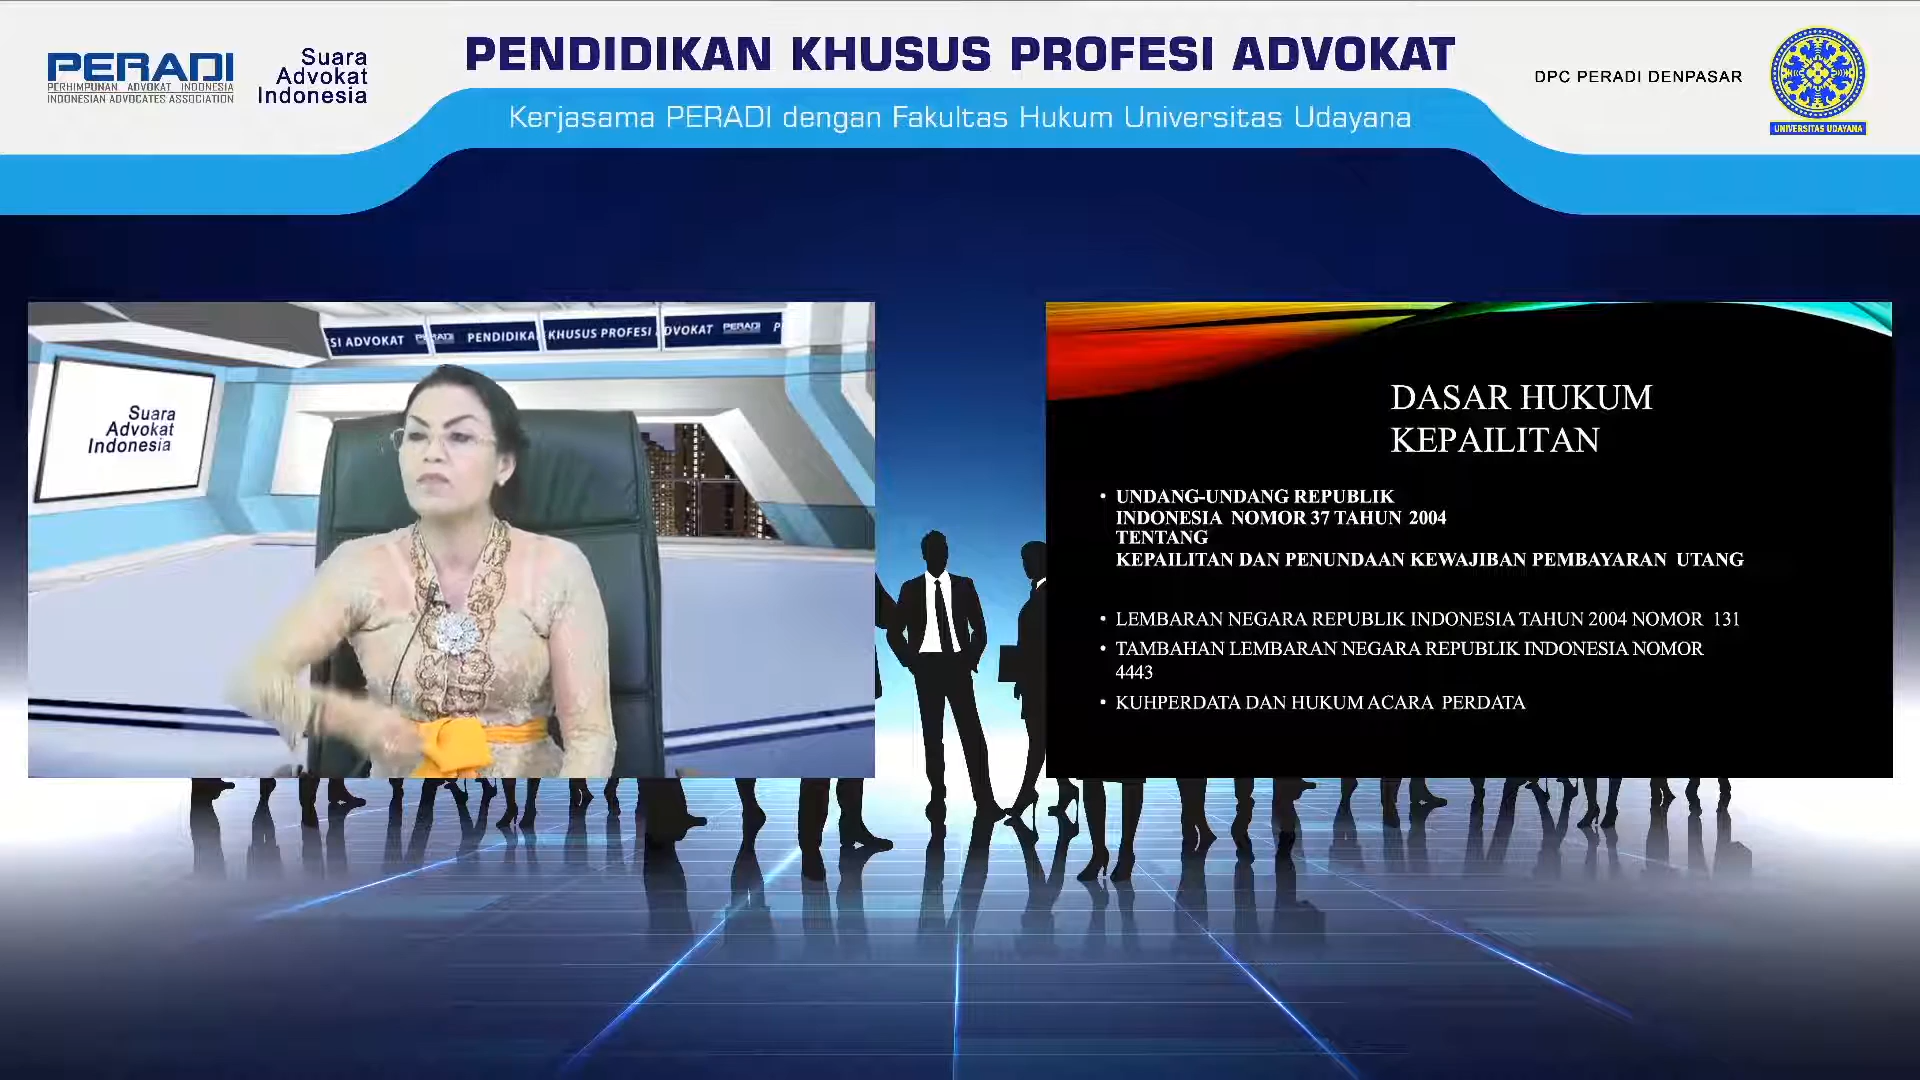 PERADI
PERHIMPUNAN ADVOKAT INDONESIA
INDONESIAN ADVOCATES ASSOCIATION
Suara
Advokat
Indonesia
PENDIDIKAN KHUSUS PROFESI ADVOKAT
Kerjasama PERADI dengan Fakultas Hukum Universitas Udayana
DPC PERADI DENPASAR
UNIVERSITAS UDAYANA
SI ADVOKAT PERADI PENDIDIKA KHUSUS PROFESI DVOKAT PERADI P
Suara
Advokat
Indonesia
DASAR HUKUM
KEPAILITAN
• UNDANG-UNDANG REPUBLIK
INDONESIA NOMOR 37 TAHUN 2004
TENTANG
KEPAILITAN DAN PENUNDAAN KEWAJIBAN PEMBAYARAN UTANG
• LEMBARAN NEGARA REPUBLIK INDONESIA TAHUN 2004 NOMOR 131
• TAMBAHAN LEMBARAN NEGARA REPUBLIK INDONESIA NOMOR
4443
• KUHPERDATA DAN HUKUM ACARA PERDATA